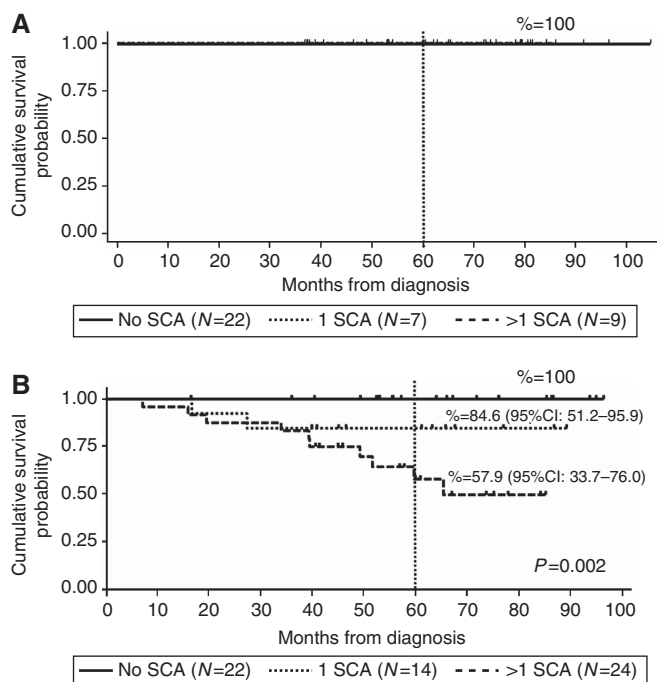 A
%=100
1.00
0.75
0.50
0.25
0.00
Cumulative survival
probability
0 10 20 30 40 50 60 70 80 90 100
Months from diagnosis
No SCA (N=22) 1 SCA (N=7) >1 SCA (N=9)
B
%=100
1.00
%=84.6 (95%CI: 51.2–95.9)
0.75
%=57.9 (95%CI: 33.7–76.0)
0.50
0.25
P=0.002
0.00
Cumulative survival
probability
0 10 20 30 40 50 60 70 80 90 100
Months from diagnosis
No SCA (N=22) 1 SCA (N=14) >1 SCA (N=24)